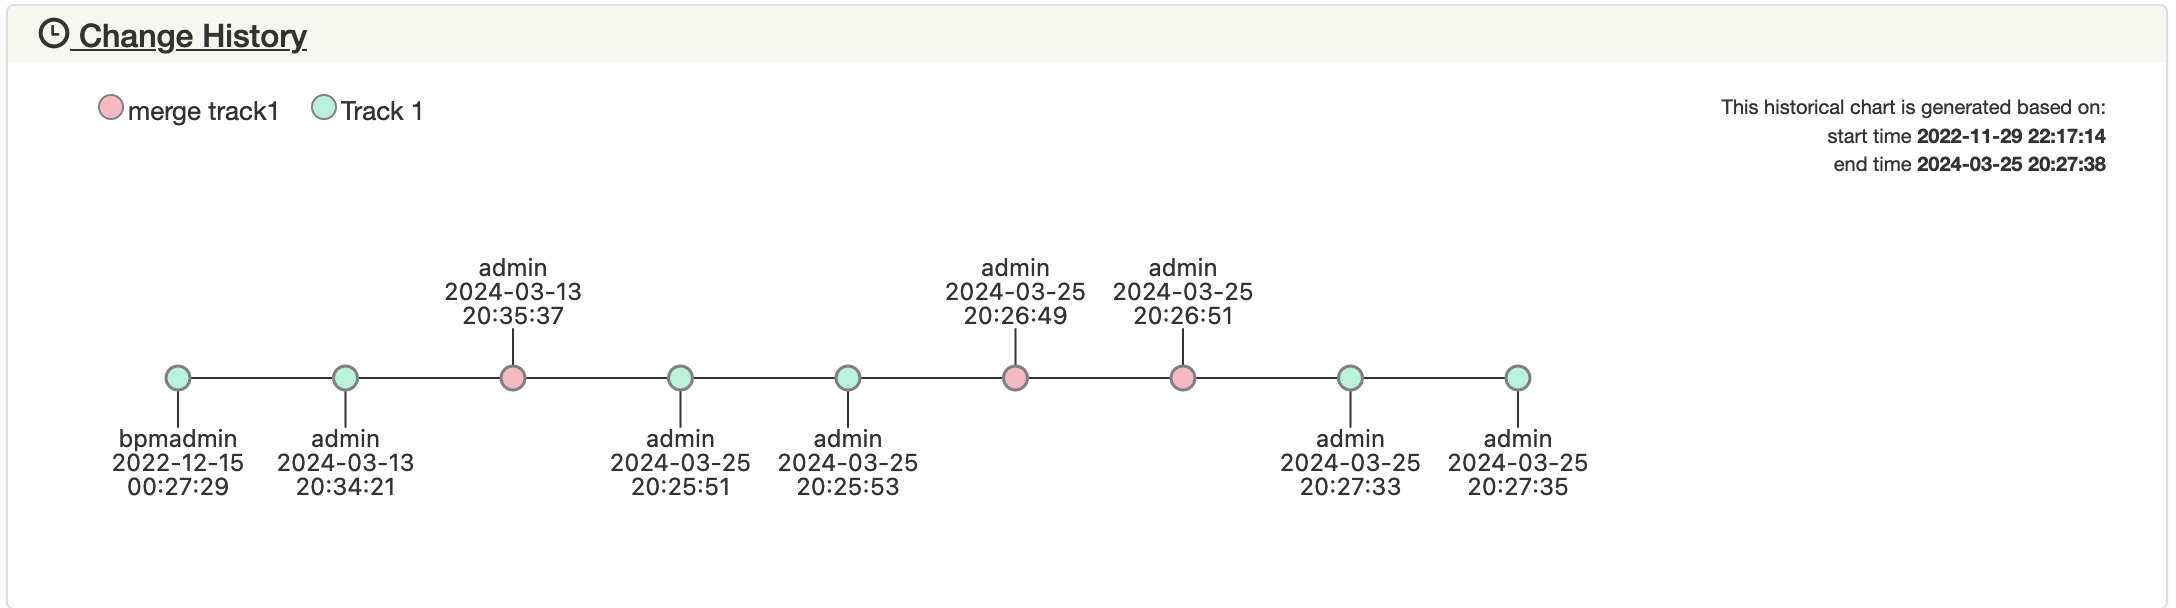 Change History
merge track1
Track 1
This historical chart is generated based on:
start time 2022-11-29 22:17:14
end time 2024-03-25 20:27:38
admin
2024-03-13
20:35:37
admin
2024-03-25
20:26:49
admin
2024-03-25
20:26:51
bpmadmin
2022-12-15
00:27:29
admin
2024-03-13
20:34:21
admin
2024-03-25
20:25:51
admin
2024-03-25
20:25:53
admin
2024-03-25
20:27:33
admin
2024-03-25
20:27:35